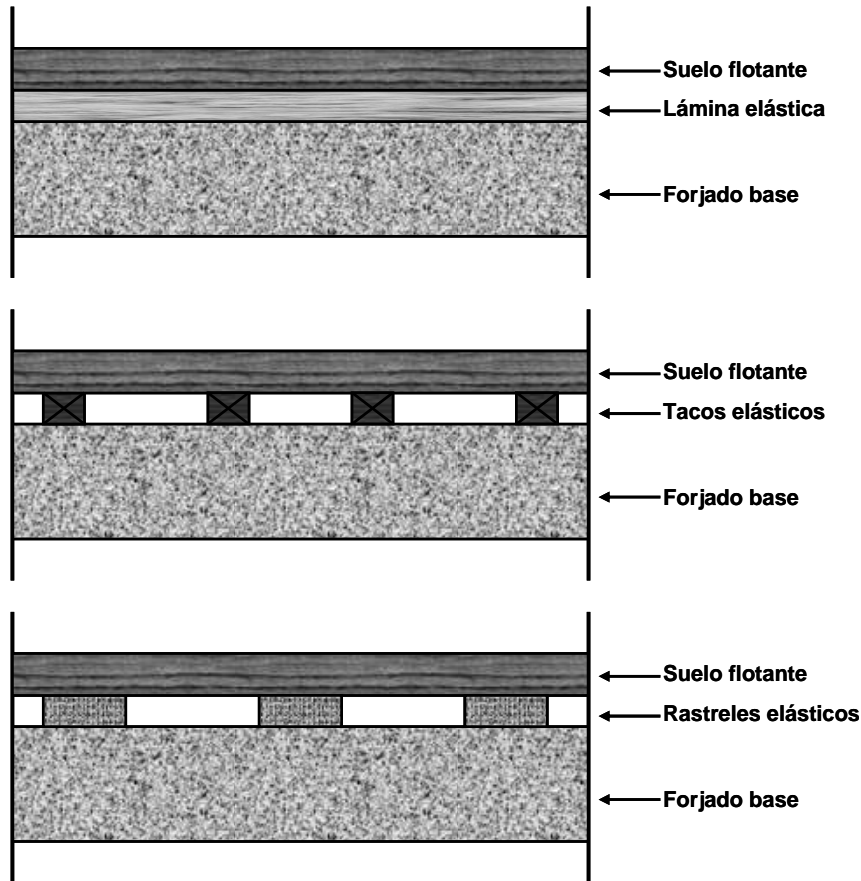 Suelo flotante
Lámina elástica
Forjado base
Suelo flotante
Tacos elásticos
Forjado base
Suelo flotante
Rastreles elásticos
Forjado base